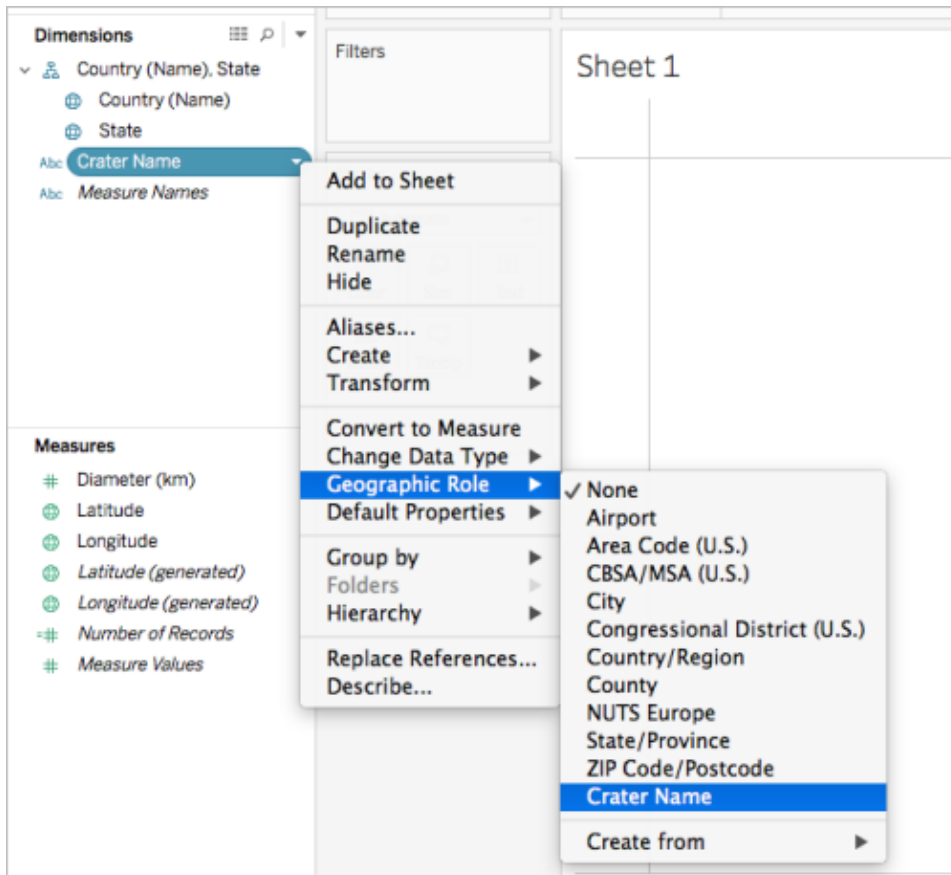 Dimensions
Country (Name), State
Country (Name)
State
Abc Crater Name
Abc Measure Names
Measures
Diameter (km)
Latitude
Longitude
Latitude (generated)
Longitude (generated)
=# Number of Records
# Measure Values
Filters
Sheet 1
Add to Sheet
Duplicate
Rename
Hide
Aliases...
Create
Transform
Convert to Measure
Change Data Type
Geographic Role
Default Properties
Group by
Folders
Hierarchy
Replace References...
Describe...
✓ None
Airport
Area Code (U.S.)
CBSA/MSA (U.S.)
City
Congressional District (U.S.)
Country/Region
County
NUTS Europe
State/Province
ZIP Code/Postcode
Crater Name
Create from